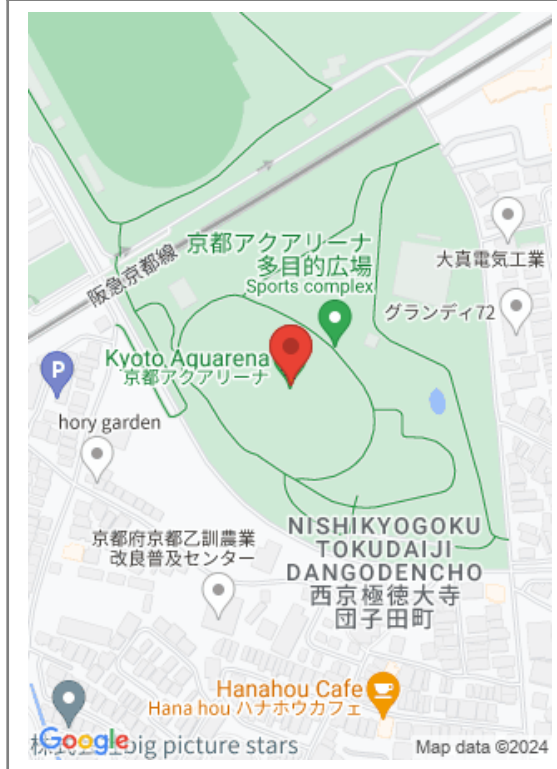 京都アクアリーナ
多目的広場
Sports complex
大真電気工業
阪急京都線
グランディ72
Kyoto Aquarena
京都アクアリーナ
P
hory garden
京都府京都乙訓農業
改良普及センター
NISHIKYOGOKU
TOKUDAIJI
DANGODENCHO
西京極徳大寺
団子田町
Hanahou Cafe
Hana hou ハナホウカフェ
big picture stars
Google
Map data ©2024